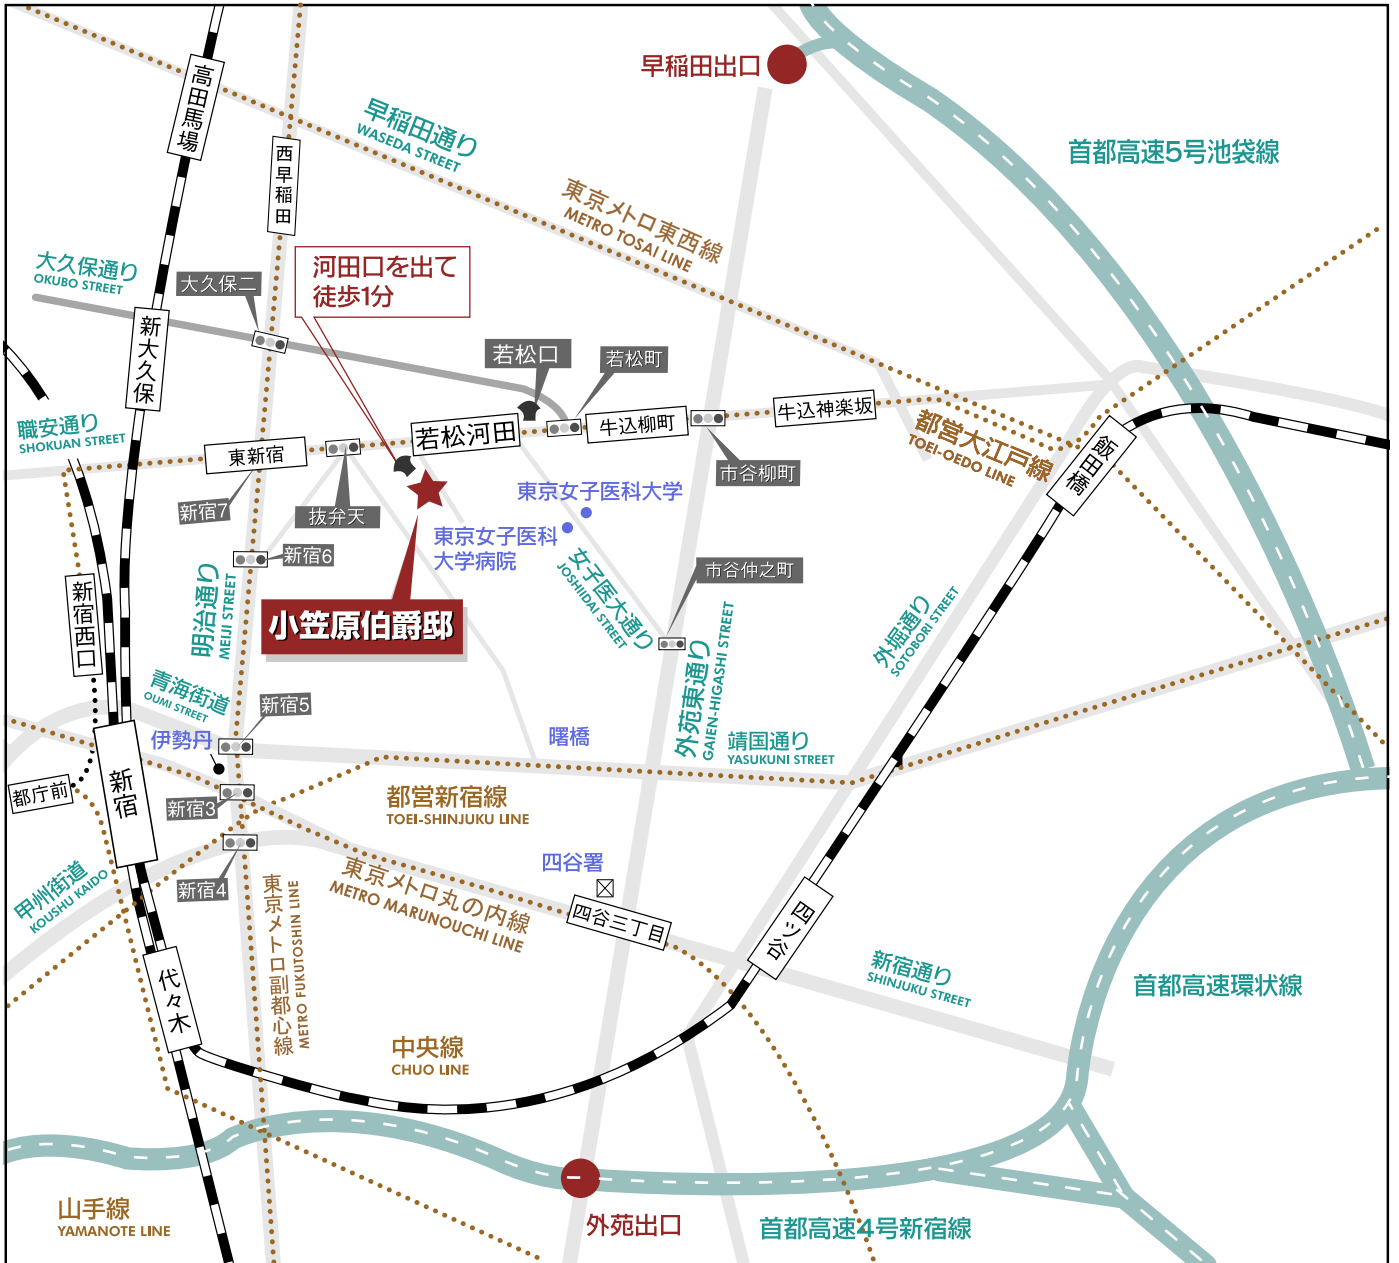 早稲田出口
高田馬場
早稲田通り
WASEDA STREET
首都高速5号池袋線
西早稲田
東京メトロ東西線
METRO TOSAI LINE
大久保通り
OKUBO STREET
大久保二
河田口を出て
徒歩1分
新大久保
若松口
若松町
職安通り
SHOKUAN STREET
東新宿
若松河田
牛込柳町
牛込神楽坂
都営大江戸線
TOEI-OEDO LINE
飯田橋
市谷柳町
新宿7
抜弁天
東京女子医科大学
東京女子医科
大学病院
新宿6
女子医大通り
JOSHIIDAI STREET
市谷仲之町
新宿西口
明治通り
MEIJI STREET
小笠原伯爵邸
外苑東通り
GAIEN-HIGASHI STREET
外堀通り
SOTOBORI STREET
青海街道
OUMI STREET
新宿5
伊勢丹
曙橋
靖国通り
YASUKUNI STREET
新宿
都庁前
新宿3
都営新宿線
TOEI-SHINJUKU LINE
新宿4
甲州街道
KOUSHU KAIDO
東京メトロ丸の内線
METRO MARUNOUCHI LINE
四谷署
四谷三丁目
四ツ谷
東京メトロ副都心線
METRO FUKUTOSHIN LINE
新宿通り
SHINJUKU STREET
首都高速環状線
代々木
中央線
CHUO LINE
山手線
YAMANOTE LINE
外苑出口
首都高速4号新宿線